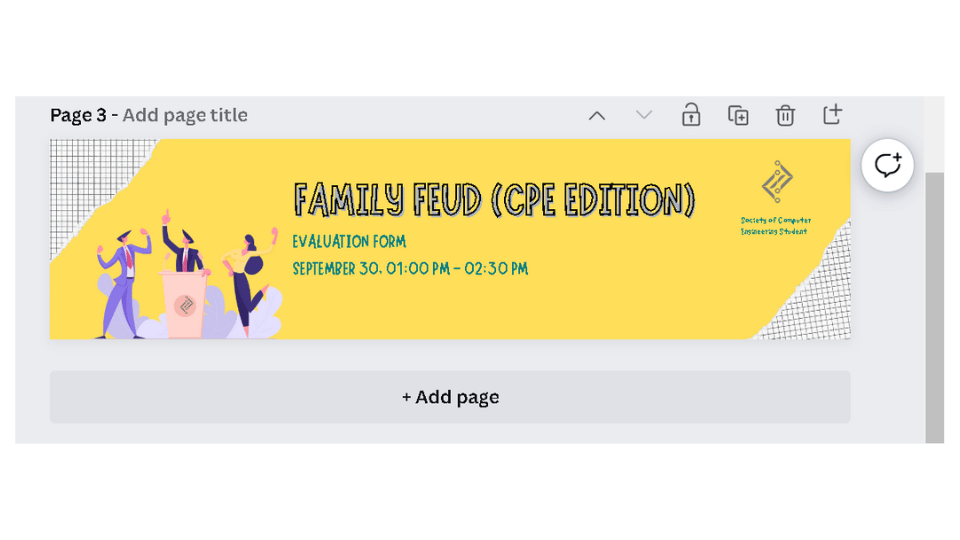 Page 3 - Add page title
FAMILY FEUD (CPE EDITION)
EVALUATION FORM
SEPTEMBER 30. 01:00 PM - 02:30 PM
Society of Computer
Engineering Student
+ Add page